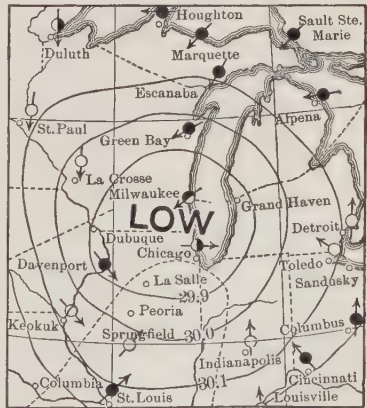 Houghton
Sault Ste.
Marie
Duluth
Marquette
Escanaba
Alpena
St. Paul
Green Bay
La Crosse
Milwaukee
Grand Haven
LOW
Detroit
Dubuque
Chicago
Davenport
Toledo
La Salle
Sandusky
29.9
Peoria
Keokuk
Springfield
30.0
Columbus
Indianapolis
Columbia
30.1
Cincinnati
St. Louis
Louisville